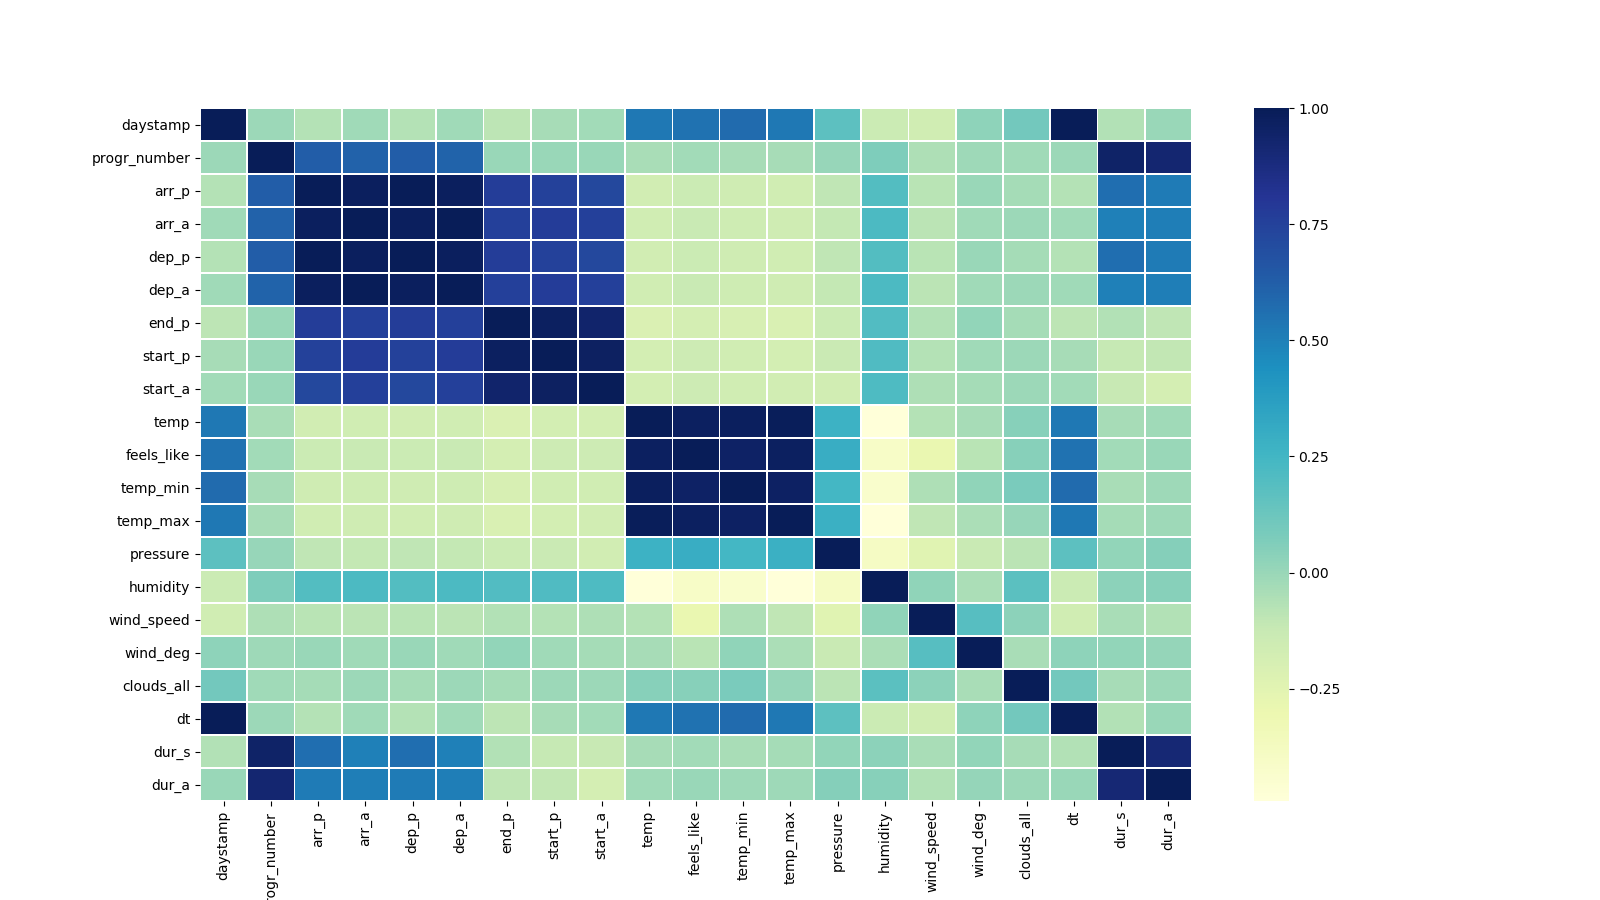 daystamp
progr_number
arr_p
arr_a
dep_p
dep_a
end_p
start_p
start_a
temp
feels_like
temp_min
temp_max
pressure
humidity
wind_speed
wind_deg
clouds_all
dt
dur_s
dur_a
daystamp
rogr_number
arr_p
arr_a
dep_p
dep_a
end_p
start_p
start_a
temp
feels_like
temp_min
temp_max
pressure
humidity
wind_speed
wind_deg
clouds_all
dt
dur_s
dur_a
1.00
0.75
0.50
0.25
0.00
−0.25